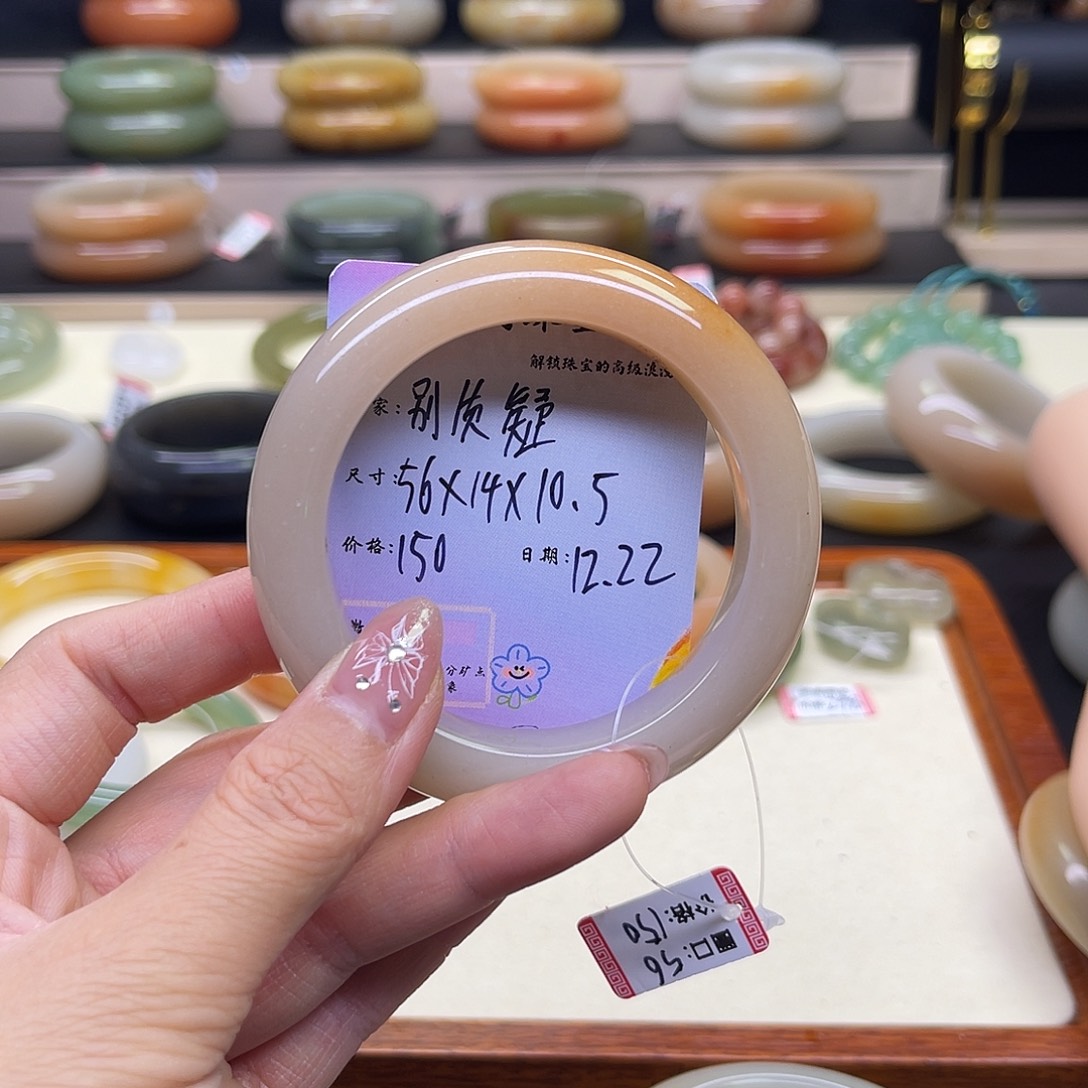 解锁珠宝的高级浪漫
家:别质疑
尺寸:56X14X10.5
价格:150 日期:12.22
分矿点
象
口:56
价格:150